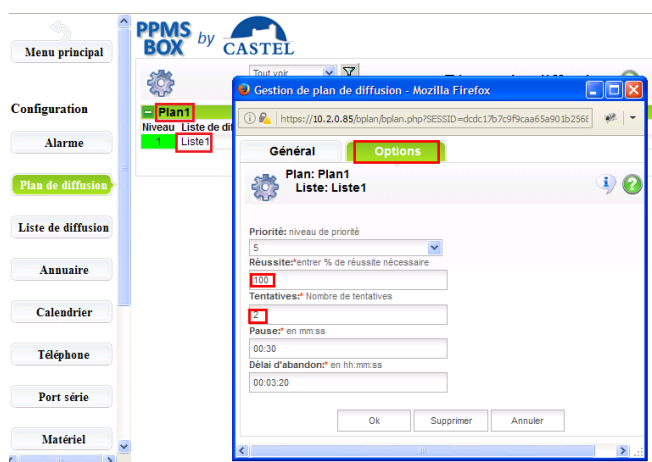 Menu principal
Configuration
Alarme
Plan de diffusion
Liste de diffusion
Annuaire
Calendrier
Téléphone
Port série
Matériel
PPMS
BOX by CASTEL
Tout voir
Plan1
Niveau Liste de dif
1 Liste1
Gestion de plan de diffusion - Mozilla Firefox
https://10.2.0.85/bplan/bplan.php?SESSID=dcdc17b7c9f9caa65a901b256
Général Options
Plan: Plan1
Liste: Liste1
Priorité: niveau de priorité
5
Réussite:*entrer % de réussite nécessaire
100
Tentatives:* Nombre de tentatives
2
Pause:* en mm:ss
00:30
Délai d'abandon:* en hh:mm:ss
00:03:20
Ok Supprimer Annuler